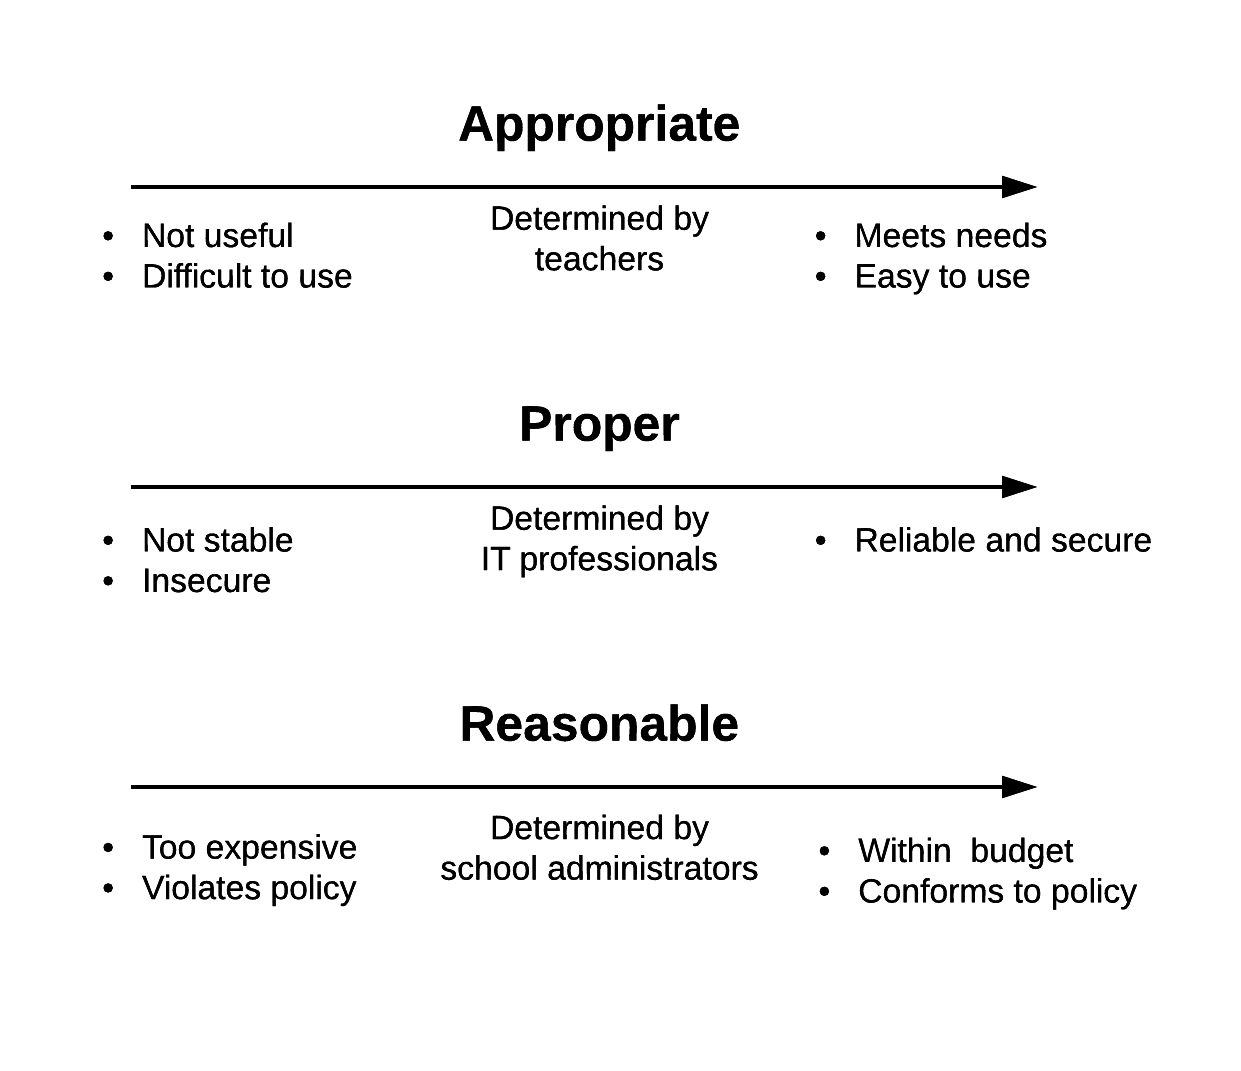 Appropriate
Determined by
teachers
• Not useful
• Difficult to use
• Meets needs
• Easy to use
Proper
Determined by
IT professionals
• Not stable
• Insecure
• Reliable and secure
Reasonable
Determined by
school administrators
• Too expensive
• Violates policy
• Within  budget
• Conforms to policy